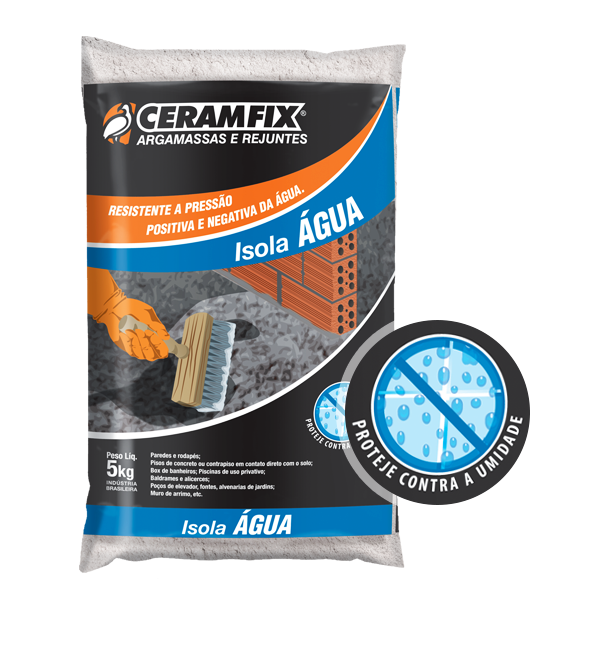 CERAMFIX®
ARGAMASSAS E REJUNTES
RESISTENTE A PRESSÃO
POSITIVA E NEGATIVA DA ÁGUA.
Isola ÁGUA
PROTEJE CONTRA
PROTEJE CONTRA A UMIDADE
Peso Líq.
5kg
INDÚSTRIA
BRASILEIRA
Paredes e rodapés;
Pisos de concreto ou contrapiso em contato direto com o solo;
Box de banheiros; Piscinas de uso privativo;
Baldrames e alicerces;
Poços de elevador, fontes, alvenarias de jardins;
Muro de arrimo, etc.
Isola ÁGUA